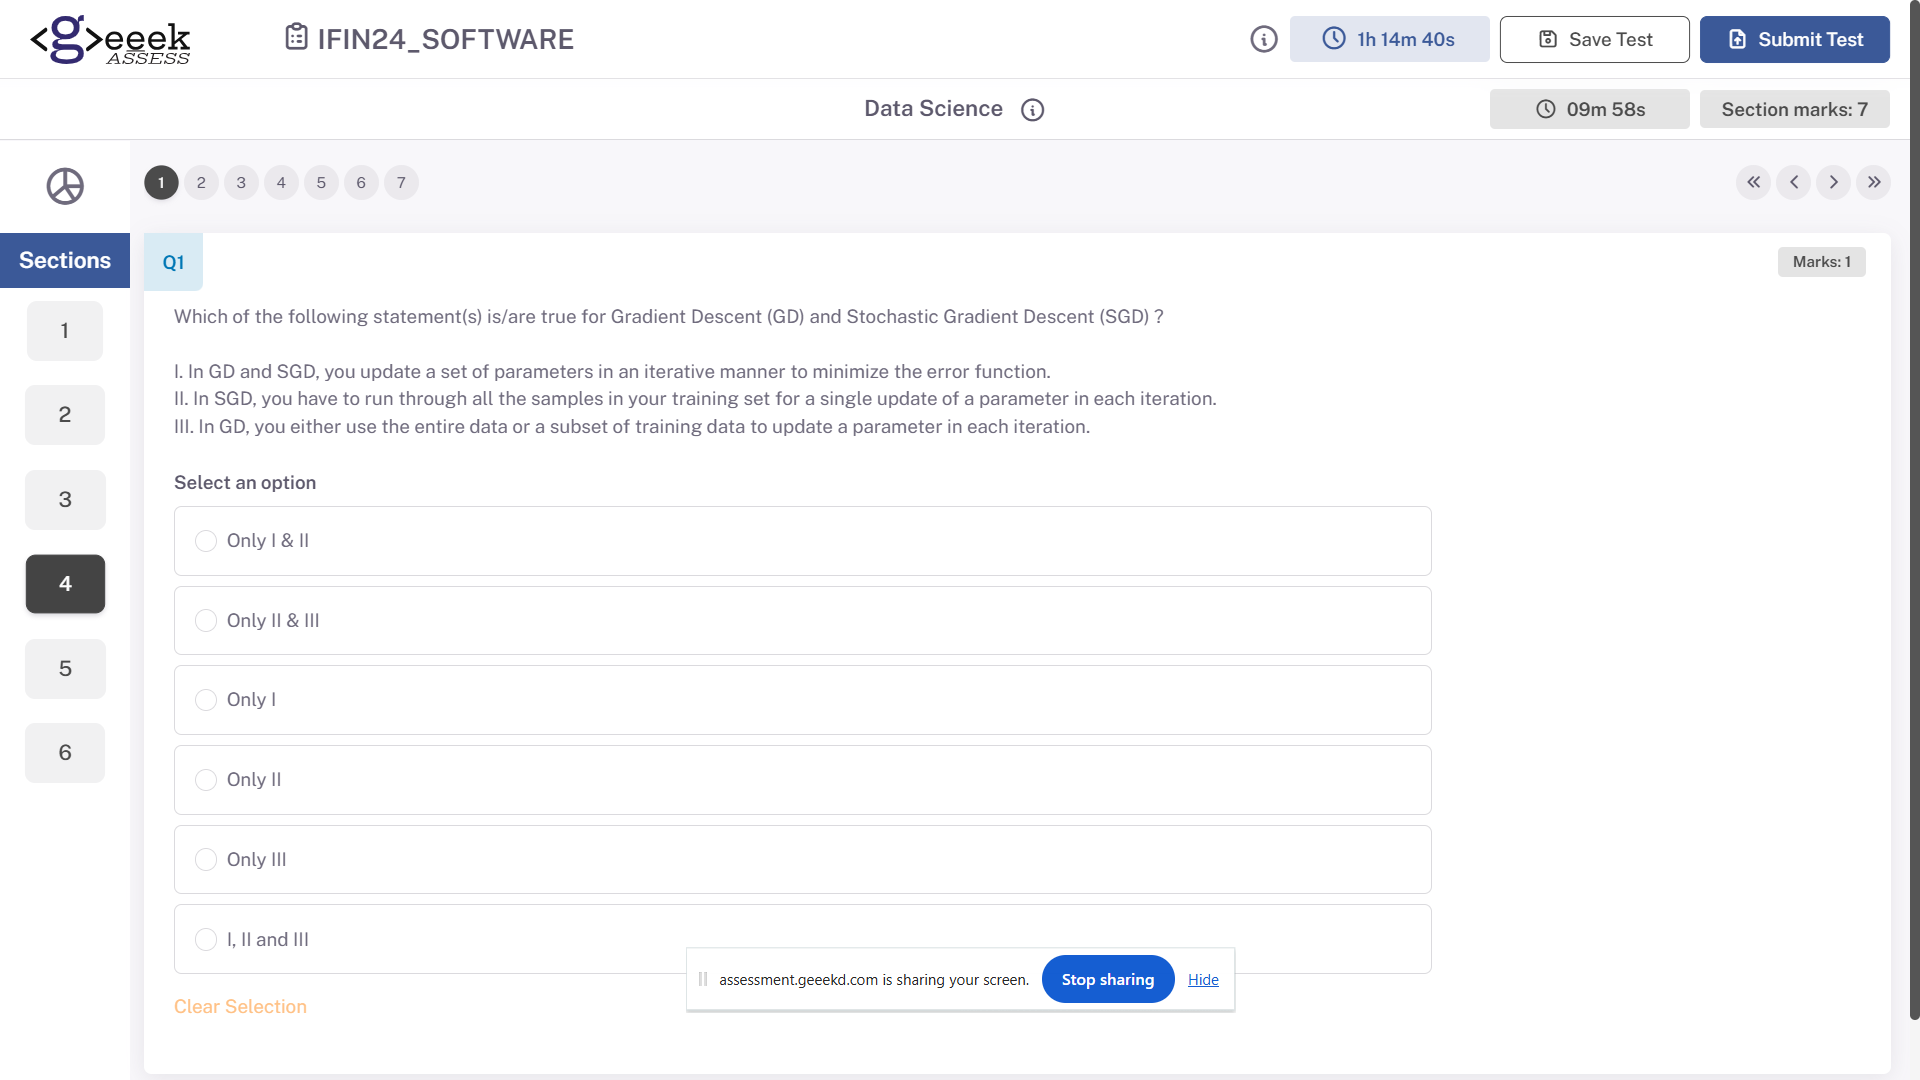 <g>eeek
ASSESS
IFIN24_SOFTWARE
1h 14m 40s
Save Test
Submit Test
Data Science
09m 58s
Section marks: 7
1 2 3 4 5 6 7
Sections
1
2
3
4
5
6
Q1
Marks: 1
Which of the following statement(s) is/are true for Gradient Descent (GD) and Stochastic Gradient Descent (SGD) ?
I. In GD and SGD, you update a set of parameters in an iterative manner to minimize the error function.
II. In SGD, you have to run through all the samples in your training set for a single update of a parameter in each iteration.
III. In GD, you either use the entire data or a subset of training data to update a parameter in each iteration.
Select an option
Only I & II
Only II & III
Only I
Only II
Only III
I, II and III
assessment.geeekd.com is sharing your screen.
Stop sharing
Hide
Clear Selection